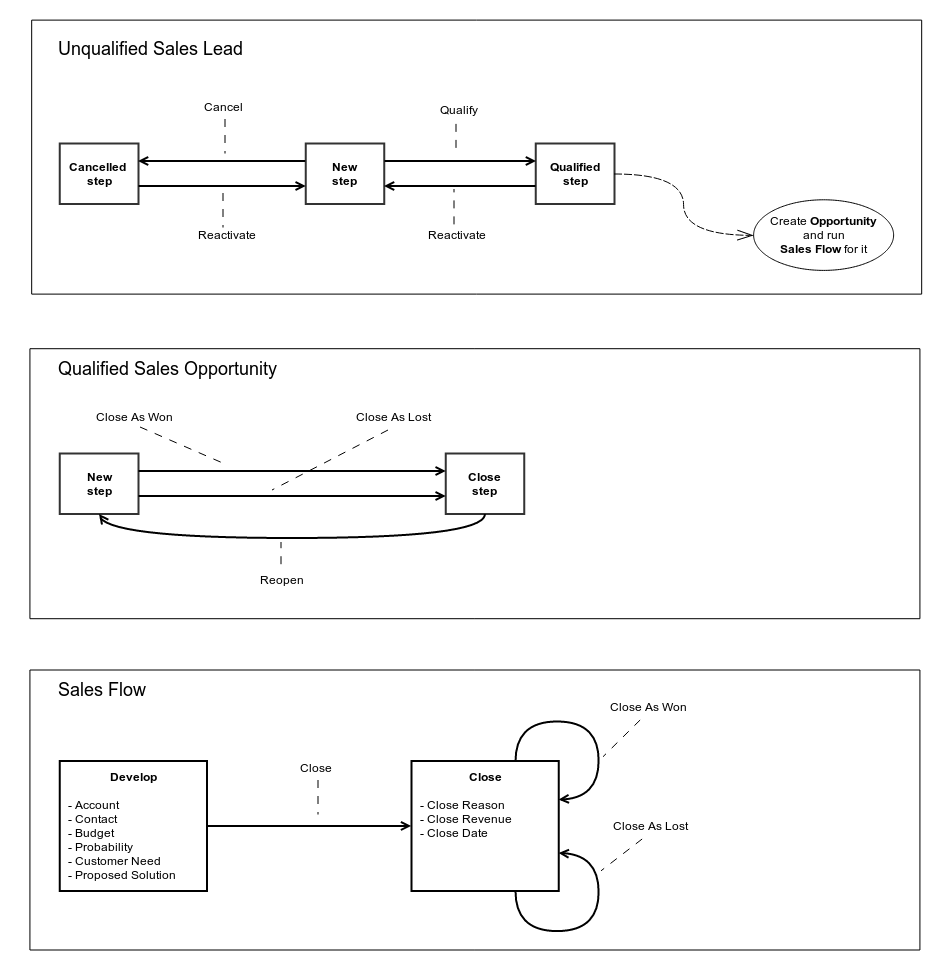 Unqualified Sales Lead
Cancel
Qualify
Cancelled
step
New
step
Qualified
step
Reactivate
Reactivate
Create Opportunity
and run
Sales Flow for it
Qualified Sales Opportunity
Close As Won
Close As Lost
New
step
Close
step
Reopen
Sales Flow
Close As Won
Close
Develop
- Account
- Contact
- Budget
- Probability
- Customer Need
- Proposed Solution
Close
- Close Reason
- Close Revenue
- Close Date
Close As Lost